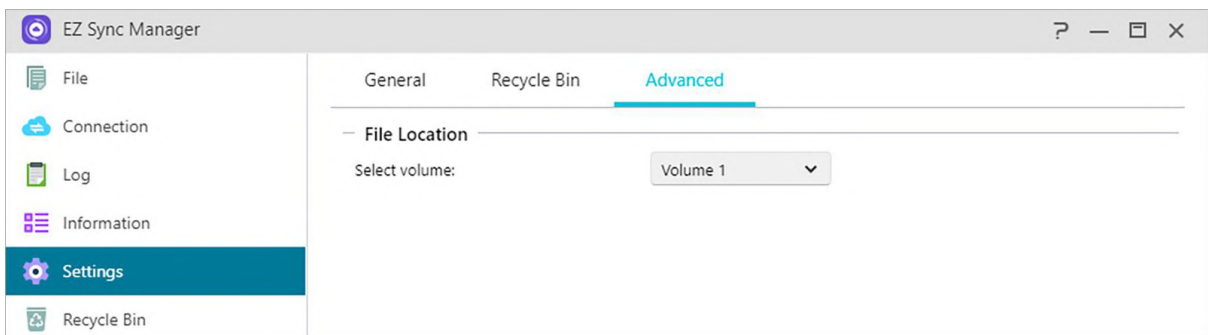 EZ Sync Manager
File
Connection
Log
Information
Settings
Recycle Bin
General Recycle Bin Advanced
File Location
Select volume: Volume 1